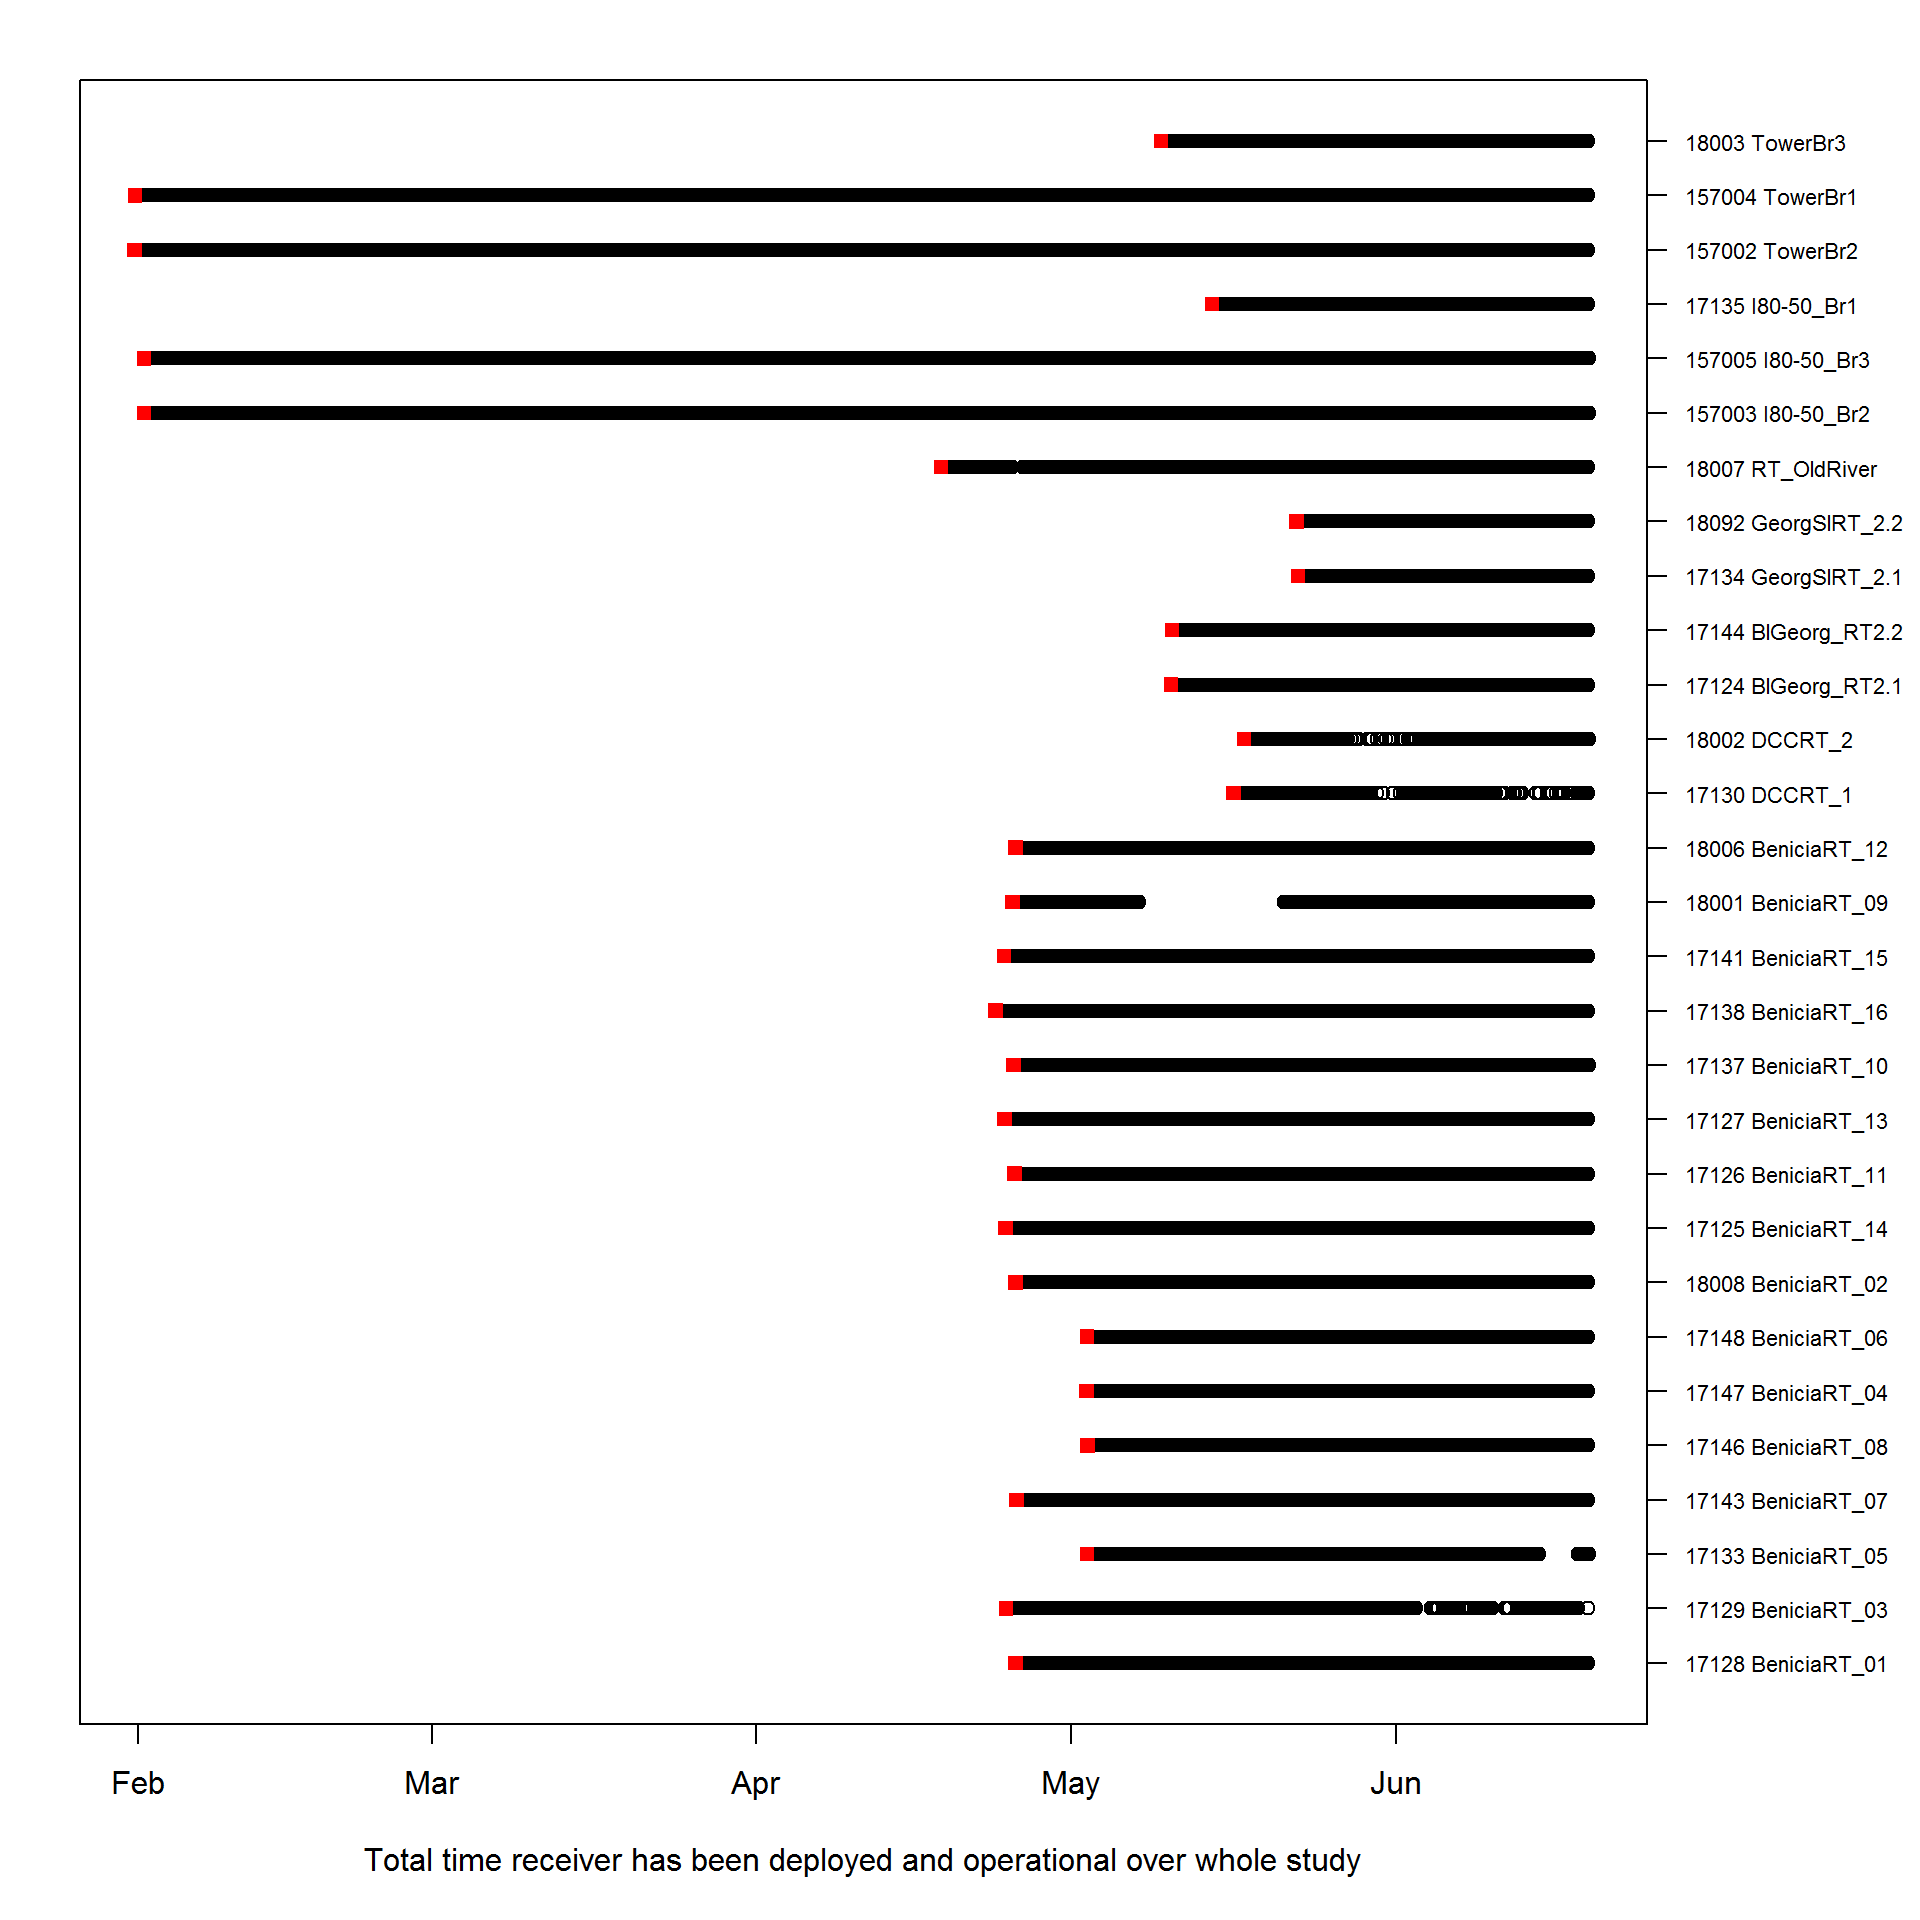 18003 TowerBr3
157004 TowerBr1
157002 TowerBr2
17135 I80-50_Br1
157005 I80-50_Br3
157003 I80-50_Br2
18007 RT_OldRiver
18092 GeorgSlRT_2.2
17134 GeorgSlRT_2.1
17144 BlGeorg_RT2.2
17124 BlGeorg_RT2.1
18002 DCCRT_2
17130 DCCRT_1
18006 BeniciaRT_12
18001 BeniciaRT_09
17141 BeniciaRT_15
17138 BeniciaRT_16
17137 BeniciaRT_10
17127 BeniciaRT_13
17126 BeniciaRT_11
17125 BeniciaRT_14
18008 BeniciaRT_02
17148 BeniciaRT_06
17147 BeniciaRT_04
17146 BeniciaRT_08
17143 BeniciaRT_07
17133 BeniciaRT_05
17129 BeniciaRT_03
17128 BeniciaRT_01
Feb Mar Apr May Jun
Total time receiver has been deployed and operational over whole study